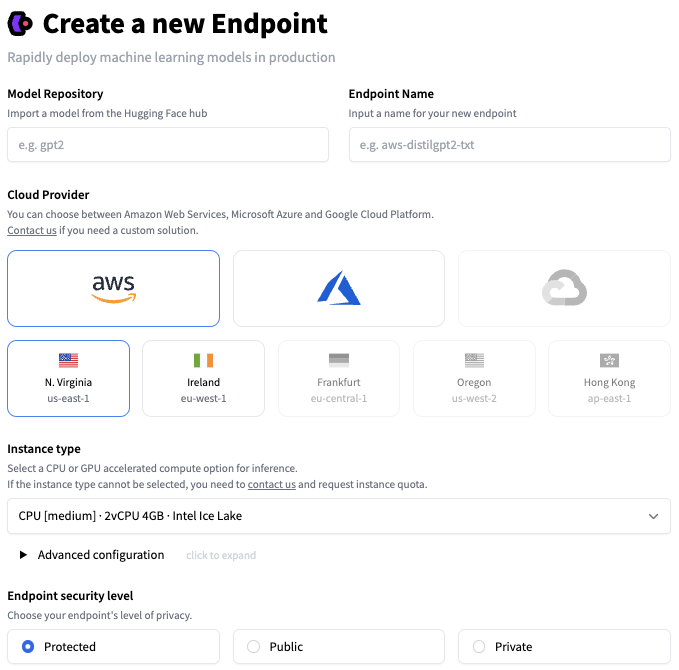 Create a new Endpoint
Rapidly deploy machine learning models in production
Model Repository
Import a model from the Hugging Face hub
e.g. gpt2
Endpoint Name
Input a name for your new endpoint
e.g. aws-distilgpt2-txt
Cloud Provider
You can choose between Amazon Web Services, Microsoft Azure and Google Cloud Platform.
Contact us if you need a custom solution.
aws
N. Virginia
us-east-1
Ireland
eu-west-1
Frankfurt
eu-central-1
Oregon
us-west-2
Hong Kong
ap-east-1
Instance type
Select a CPU or GPU accelerated compute option for inference.
If the instance type cannot be selected, you need to contact us and request instance quota.
CPU [medium] · 2vCPU 4GB · Intel Ice Lake
Advanced configuration click to expand
Endpoint security level
Choose your endpoint's level of privacy.
Protected
Public
Private